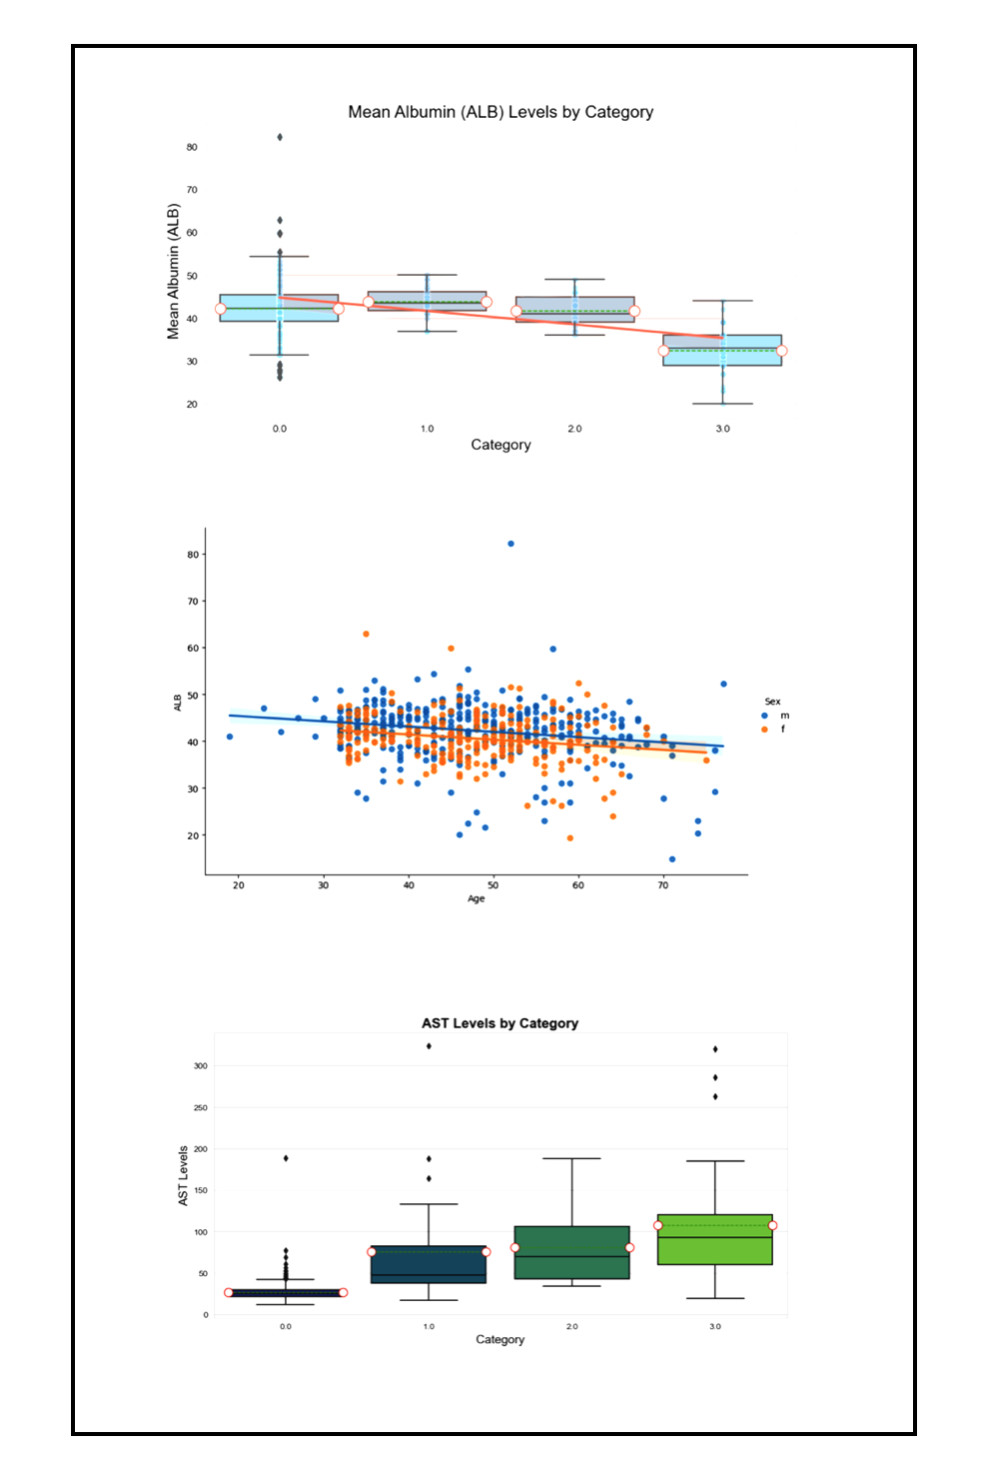 Mean Albumin (ALB) Levels by Category
Mean Albumin (ALB)
80
70
60
50
40
30
20
0.0 1.0 2.0 3.0
Category
ALB
80
70
60
50
40
30
20
Sex
m
f
20 30 40 50 60 70
Age
AST Levels by Category
AST Levels
300
250
200
150
100
50
0
0.0 1.0 2.0 3.0
Category